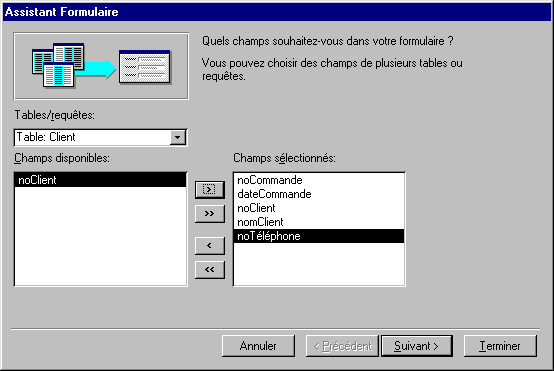 Assistant Formulaire
Quels champs souhaitez-vous dans votre formulaire ?
Vous pouvez choisir des champs de plusieurs tables ou
requêtes.
Tables/requêtes:
Table: Client
Champs disponibles:
Champs sélectionnés:
noClient
>
>>
<
<<
noCommande
dateCommande
noClient
nomClient
noTéléphone
Annuler
< Précédent
Suivant >
Terminer